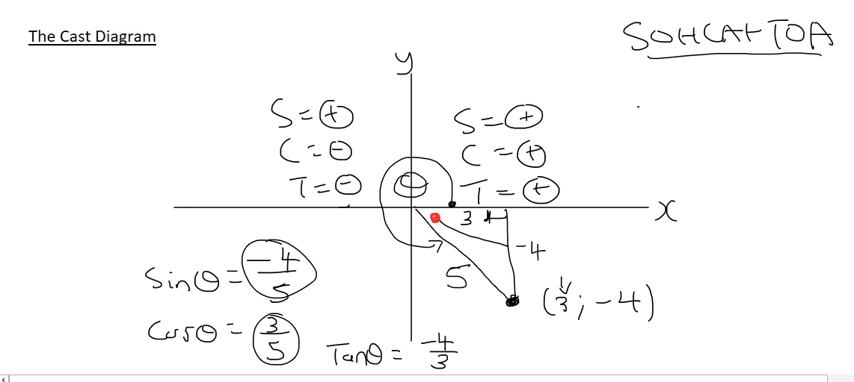 The Cast Diagram
SOHCAHTOA
y
S = +
C = -
T = -
S = +
C = +
T = +
θ
x
3
-4
5
(3; -4)
Sinθ = -4/5
Cosθ = 3/5
Tanθ = -4/3